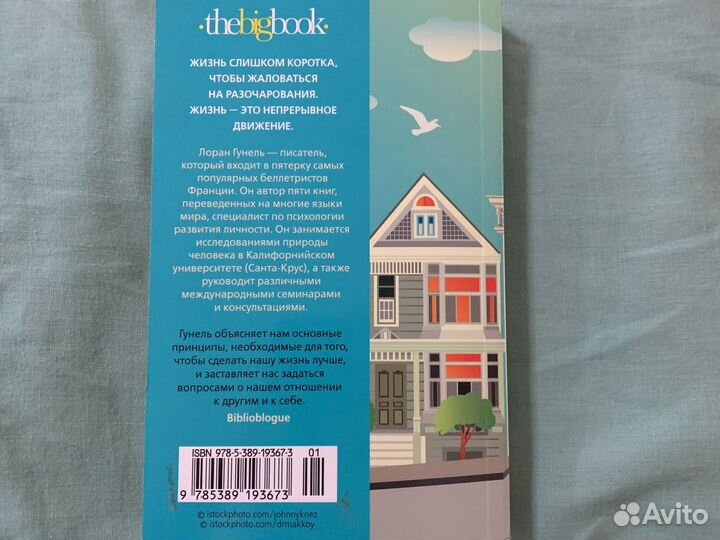 ·thebigbook·
ЖИЗНЬ СЛИШКОМ КОРОТКА,
ЧТОБЫ ЖАЛОВАТЬСЯ
НА РАЗОЧАРОВАНИЯ.
ЖИЗНЬ — ЭТО НЕПРЕРЫВНОЕ
ДВИЖЕНИЕ.
Лоран Гунель — писатель,
который входит в пятерку самых
популярных беллетристов
Франции. Он автор пяти книг,
переведенных на многие языки
мира, специалист по психологии
развития личности. Он занимается
исследованиями природы
человека в Калифорнийском
университете (Санта-Крус), а также
руководит различными
международными семинарами
и консультациями.
Гунель объясняет нам основные
принципы, необходимые для того,
чтобы сделать нашу жизнь лучше,
и заставляет нас задаться
вопросами о нашем отношении
к другим и к себе.
Biblioblogue
ISBN 978-5-389-19367-3 01
9 785389 193673
© istockphoto.com/johnnyknez
© istockphoto.com/drmakkoy
Avito